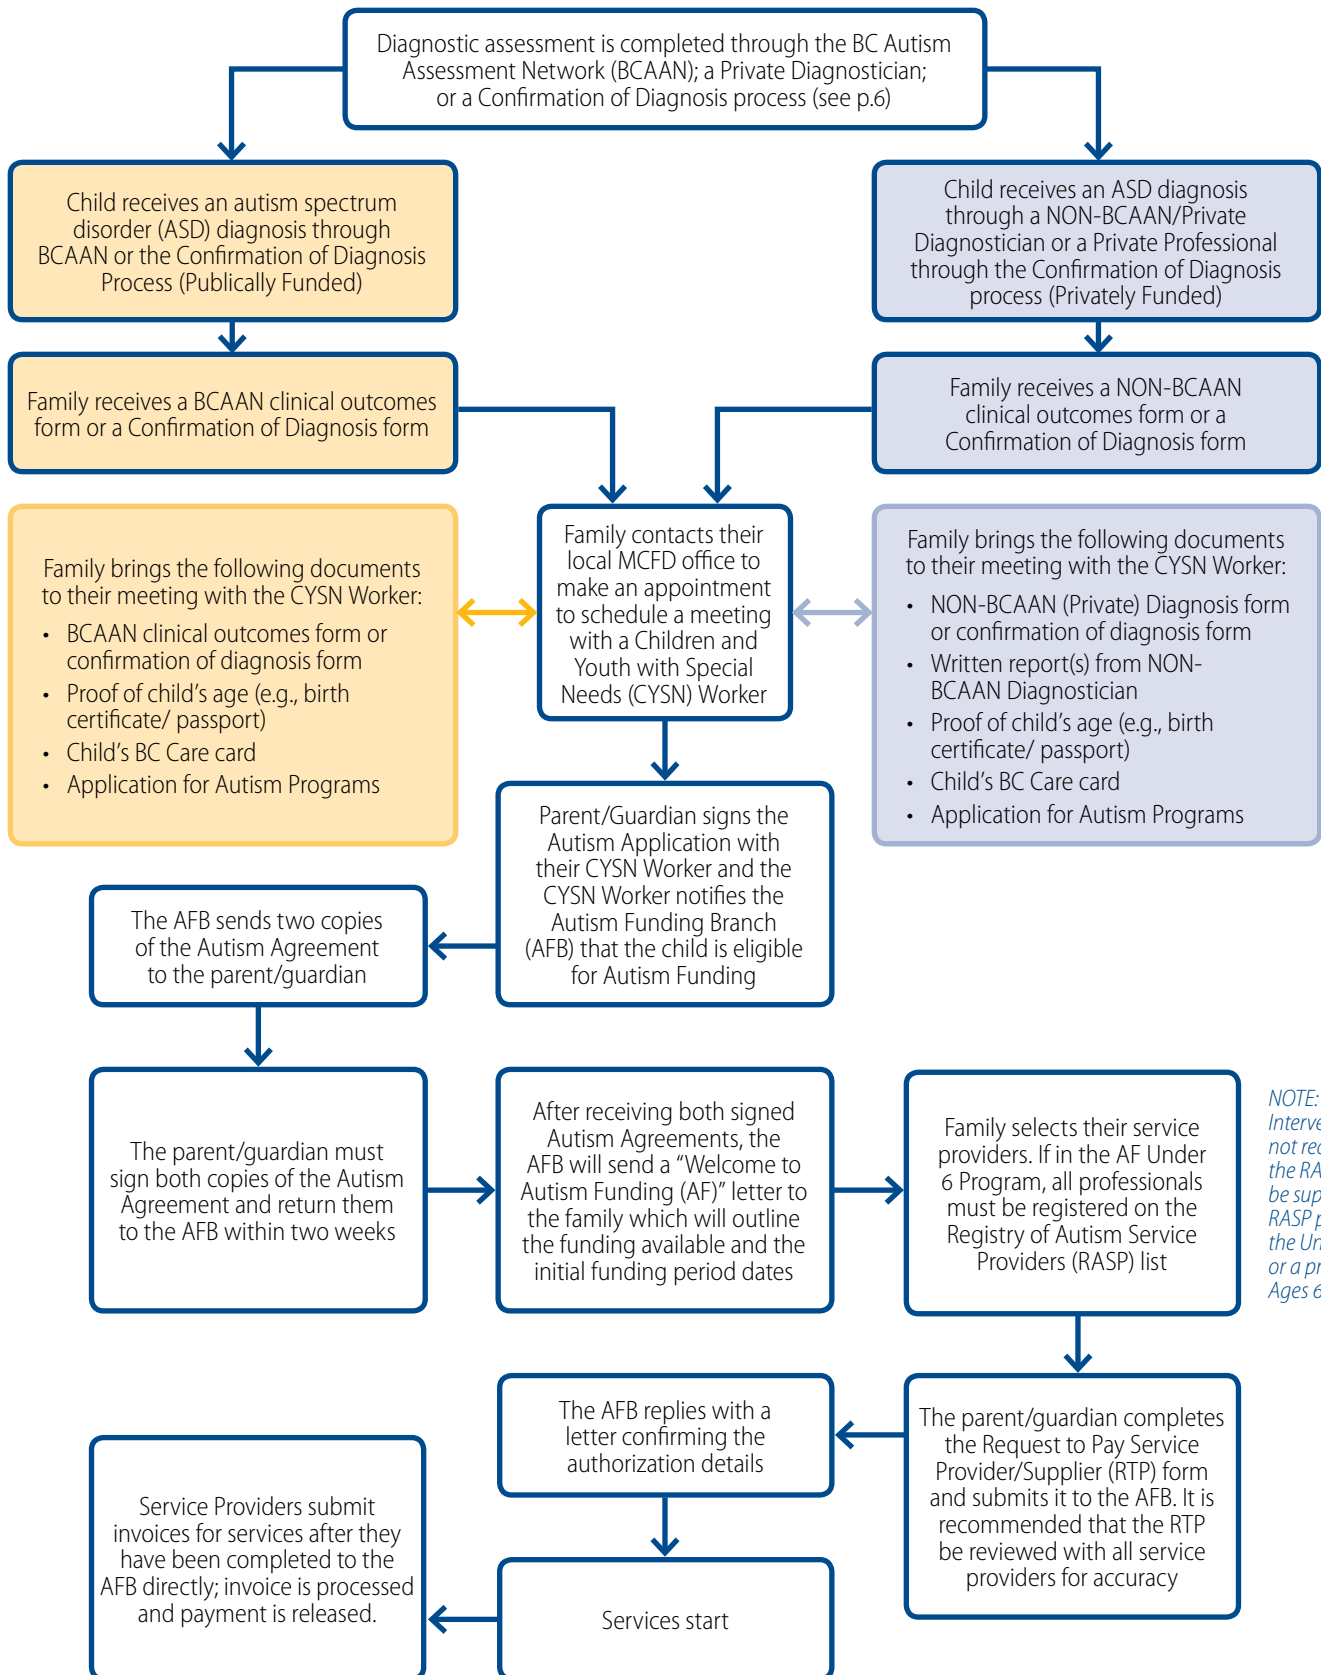 Diagnostic assessment is completed through the BC Autism
Assessment Network (BCAAN); a Private Diagnostician;
or a Confirmation of Diagnosis process (see p.6)
Child receives an autism spectrum
disorder (ASD) diagnosis through
BCAAN or the Confirmation of Diagnosis
Process (Publically Funded)
Child receives an ASD diagnosis
through a NON-BCAAN/Private
Diagnostician or a Private Professional
through the Confirmation of Diagnosis
process (Privately Funded)
Family receives a BCAAN clinical outcomes
form or a Confirmation of Diagnosis form
Family receives a NON-BCAAN
clinical outcomes form or a
Confirmation of Diagnosis form
Family brings the following documents
to their meeting with the CYSN Worker:
• BCAAN clinical outcomes form or
confirmation of diagnosis form
• Proof of child's age (e.g., birth
certificate/ passport)
• Child's BC Care card
• Application for Autism Programs
Family contacts their
local MCFD office to
make an appointment
to schedule a meeting
with a Children and
Youth with Special
Needs (CYSN) Worker
Family brings the following documents
to their meeting with the CYSN Worker:
• NON-BCAAN (Private) Diagnosis form
or confirmation of diagnosis form
• Written report(s) from NON-
BCAAN Diagnostician
• Proof of child's age (e.g., birth
certificate/ passport)
• Child's BC Care card
• Application for Autism Programs
Parent/Guardian signs the
Autism Application with
their CYSN Worker and the
CYSN Worker notifies the
Autism Funding Branch
(AFB) that the child is eligible
for Autism Funding
The AFB sends two copies
of the Autism Agreement
to the parent/guardian
The parent/guardian must
sign both copies of the Autism
Agreement and return them
to the AFB within two weeks
After receiving both signed
Autism Agreements, the
AFB will send a “Welcome to
Autism Funding (AF)” letter to
the family which will outline
the funding available and the
initial funding period dates
Family selects their service
providers. If in the AF Under
6 Program, all professionals
must be registered on the
Registry of Autism Service
Providers (RASP) list
NOTE:
not
the
be
RASP
the
or a
Ages 6
The parent/guardian completes
the Request to Pay Service
Provider/Supplier (RTP) form
and submits it to the AFB. It is
recommended that the RTP
be reviewed with all service
providers for accuracy
The AFB replies with a
letter confirming the
authorization details
Services start
Service Providers submit
invoices for services after they
have been completed to the
AFB directly; invoice is processed
and payment is released.